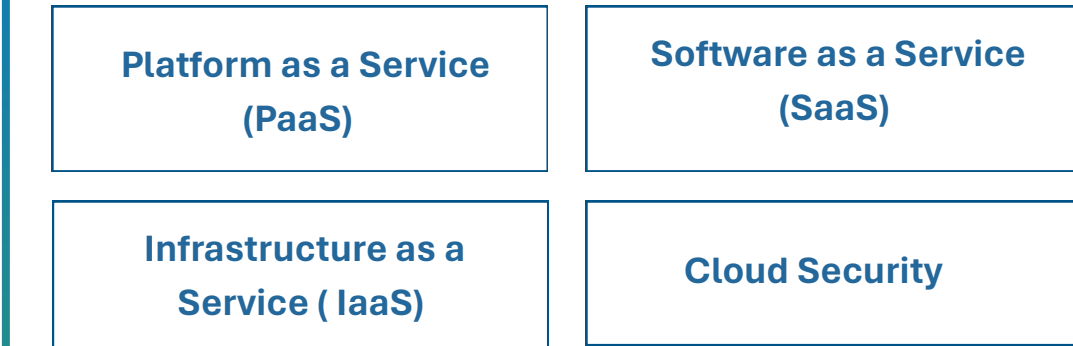 Platform as a Service
(PaaS)
Software as a Service
(SaaS)
Infrastructure as a
Service ( IaaS)
Cloud Security